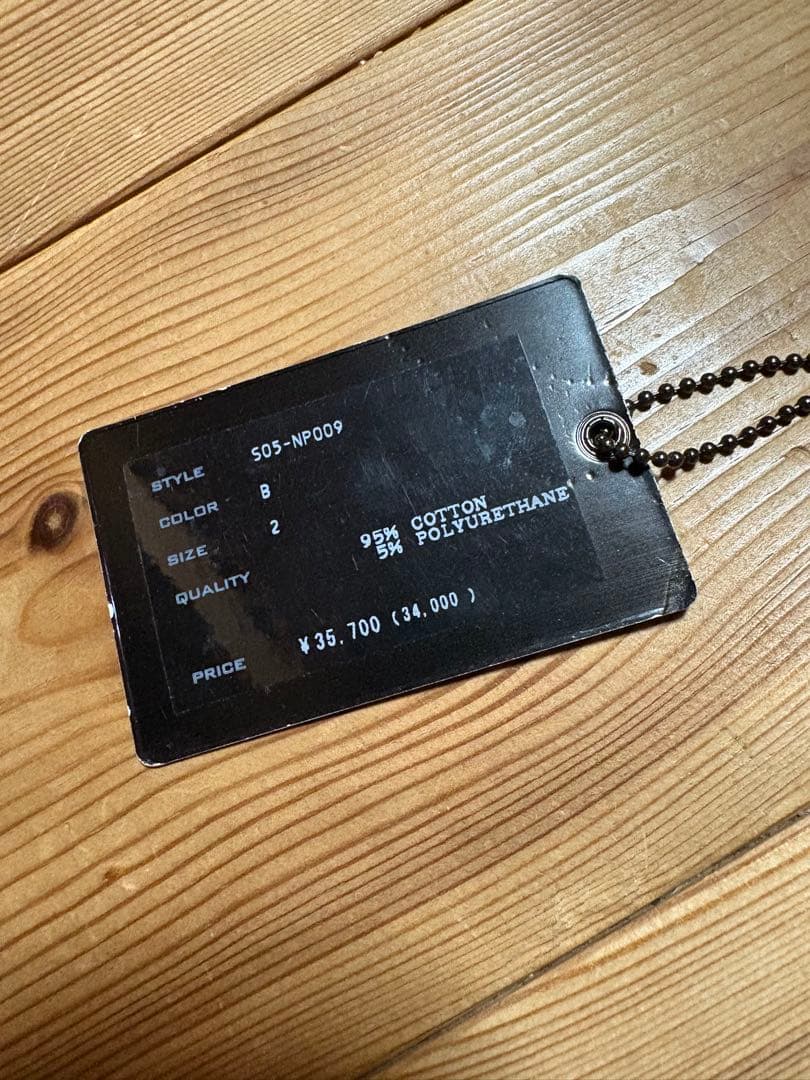 STYLE S05-NP009
COLOR B
SIZE 2
QUALITY 95% COTTON
5% POLYURETHANE
PRICE ¥35,700 (34,000 )